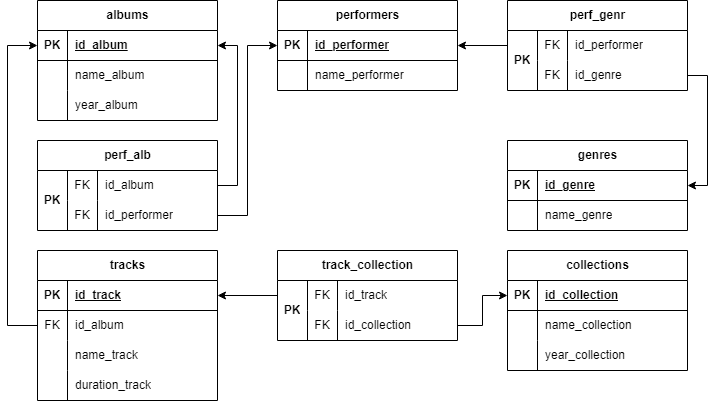 albums
PK id_album
name_album
year_album
performers
PK id_performer
name_performer
perf_genr
PK
FK id_performer
FK id_genre
perf_alb
PK
FK id_album
FK id_performer
genres
PK id_genre
name_genre
tracks
PK id_track
FK id_album
name_track
duration_track
track_collection
PK
FK id_track
FK id_collection
collections
PK id_collection
name_collection
year_collection